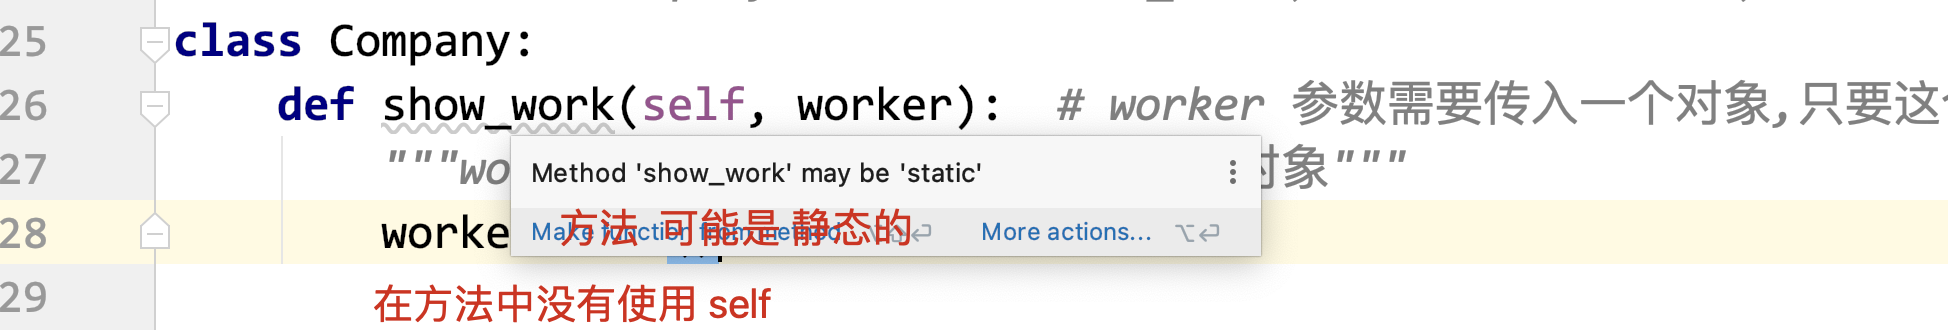 25 class Company:
26 def show_work(self, worker): # worker 参数需要传入一个对象,只要这
27 """wo
Method 'show_work' may be 'static'
对象"""
28 worke
Make function from method
方法 可能是 静态的
More actions...
29
在方法中没有使用 self